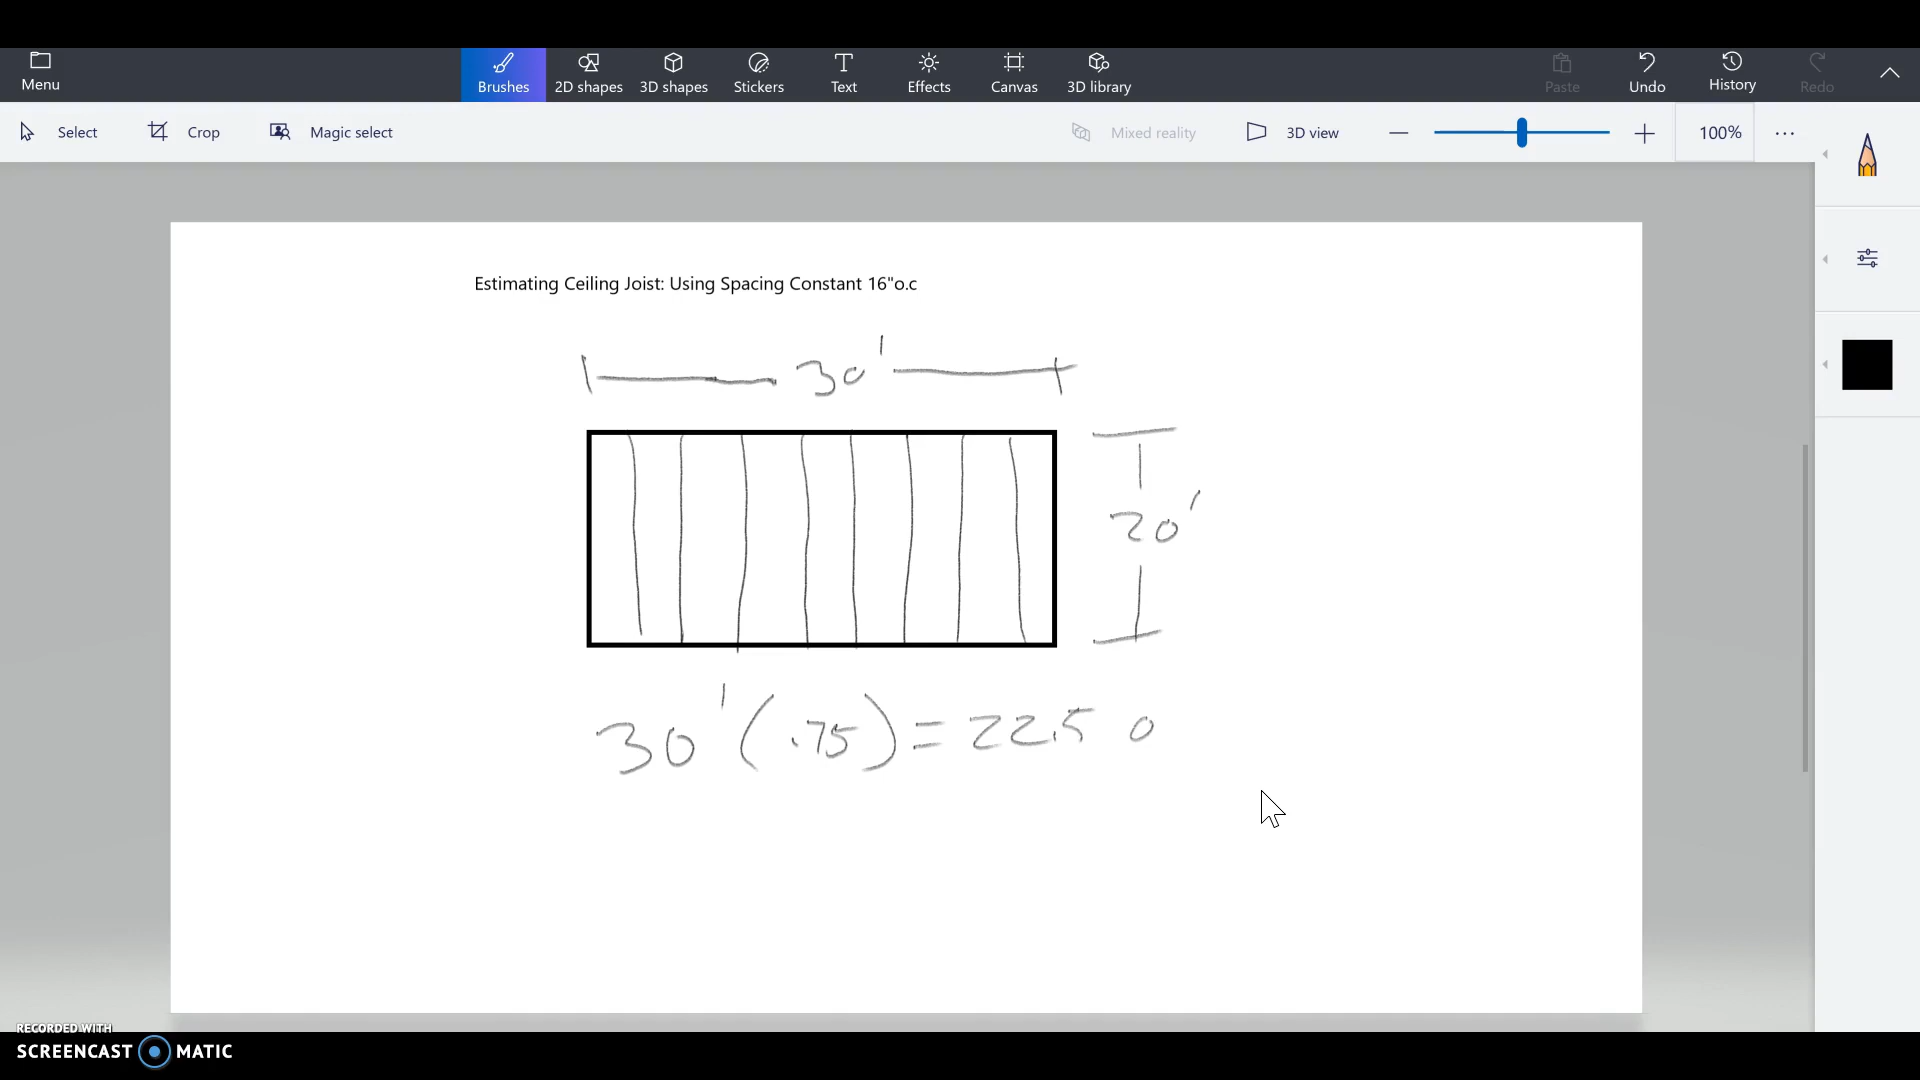 Menu
Brushes 2D shapes 3D shapes Stickers Text Effects Canvas 3D library
Paste Undo History Redo
Select Crop Magic select
Mixed reality 3D view 100%
Estimating Ceiling Joist: Using Spacing Constant 16"o.c
30'
20'
30'(.75)=22.5 o
RECORDED WITH
SCREENCAST MATIC